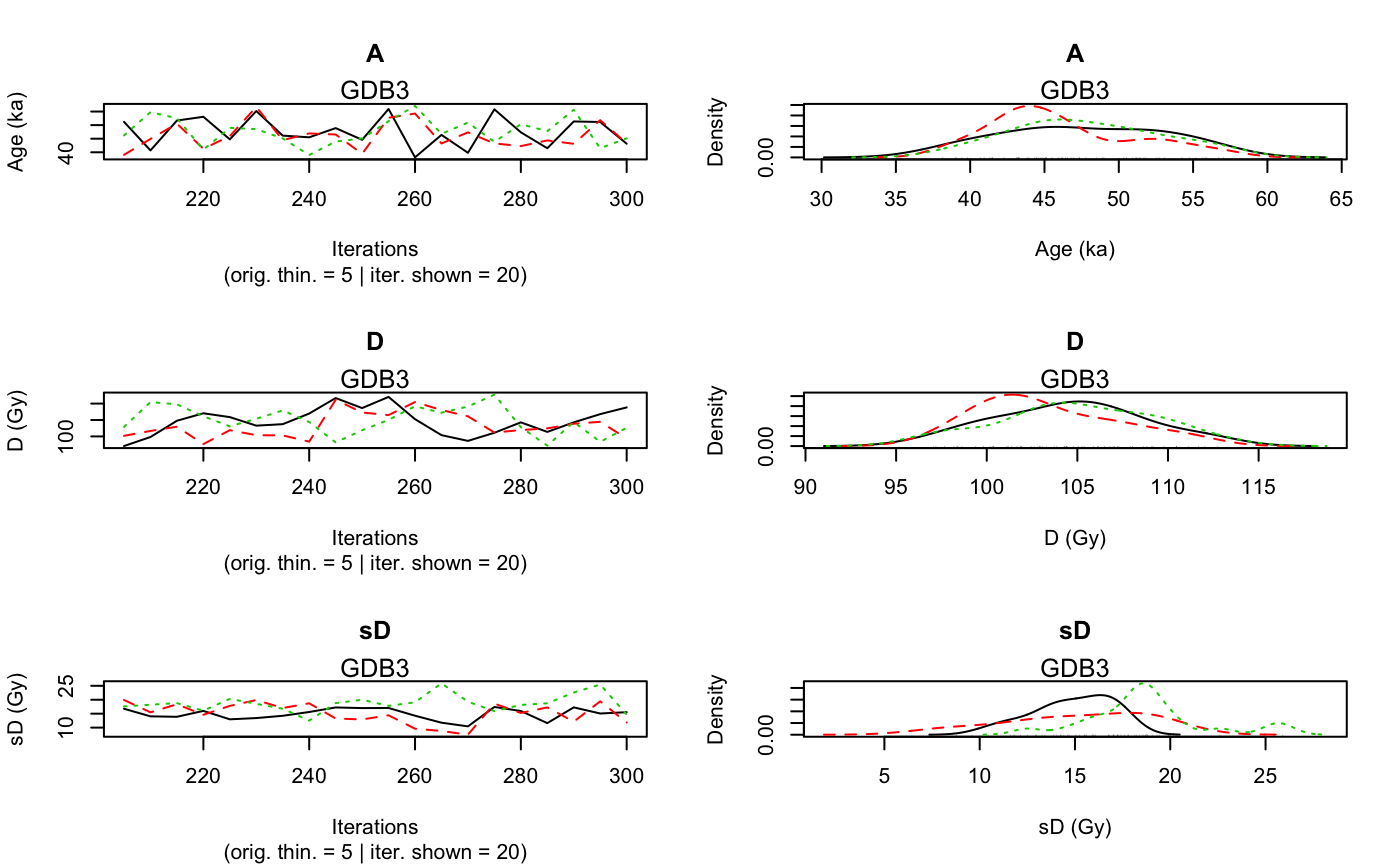 A
GDB3
Age (ka)
40
220 240 260 280 300
Iterations
(orig. thin. = 5 | iter. shown = 20)
A
GDB3
Density
0.00
30 35 40 45 50 55 60 65
Age (ka)
D
GDB3
D (Gy)
100
220 240 260 280 300
Iterations
(orig. thin. = 5 | iter. shown = 20)
D
GDB3
Density
0.00
90 95 100 105 110 115
D (Gy)
sD
GDB3
sD (Gy)
25
10
220 240 260 280 300
Iterations
(orig. thin. = 5 | iter. shown = 20)
sD
GDB3
Density
0.00
5 10 15 20 25
sD (Gy)